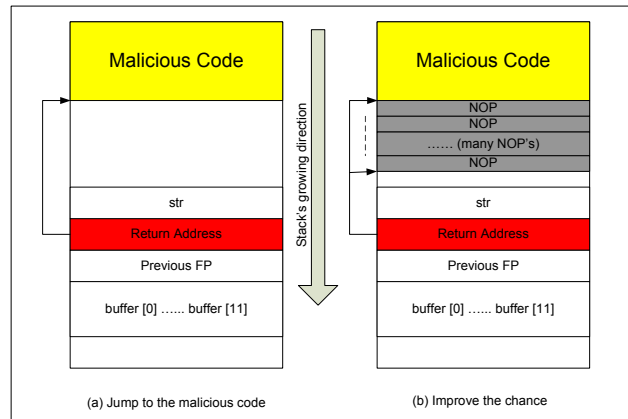 Malicious Code
str
Return Address
Previous FP
buffer [0] …... buffer [11]
(a) Jump to the malicious code
Stack's growing direction
Malicious Code
NOP
NOP
…... (many NOP's)
NOP
str
Return Address
Previous FP
buffer [0] …... buffer [11]
(b) Improve the chance